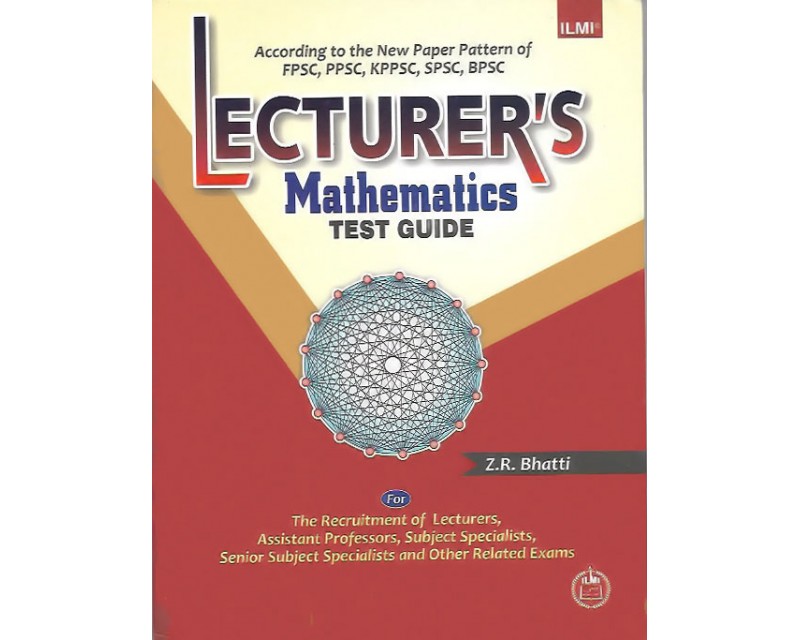 ILMI®
According to the New Paper Pattern of
FPSC, PPSC, KPPSC, SPSC, BPSC
LECTURER'S
Mathematics
TEST GUIDE
Z.R. Bhatti
For
The Recruitment of Lecturers,
Assistant Professors, Subject Specialists,
Senior Subject Specialists and Other Related Exams
ILMI